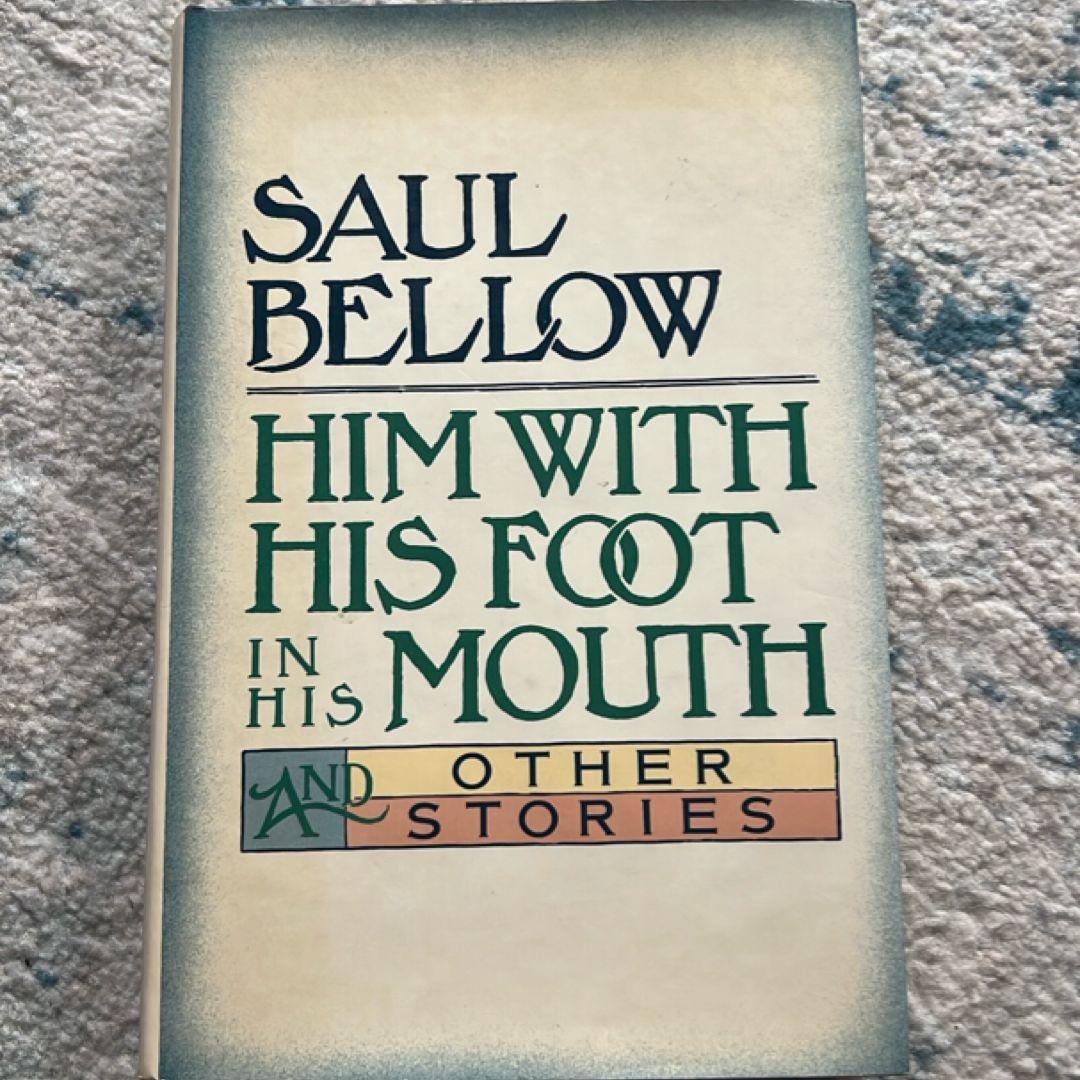 SAUL
BELLOW
HIM WITH
HIS FOOT
IN
HIS MOUTH
AND OTHER
STORIES